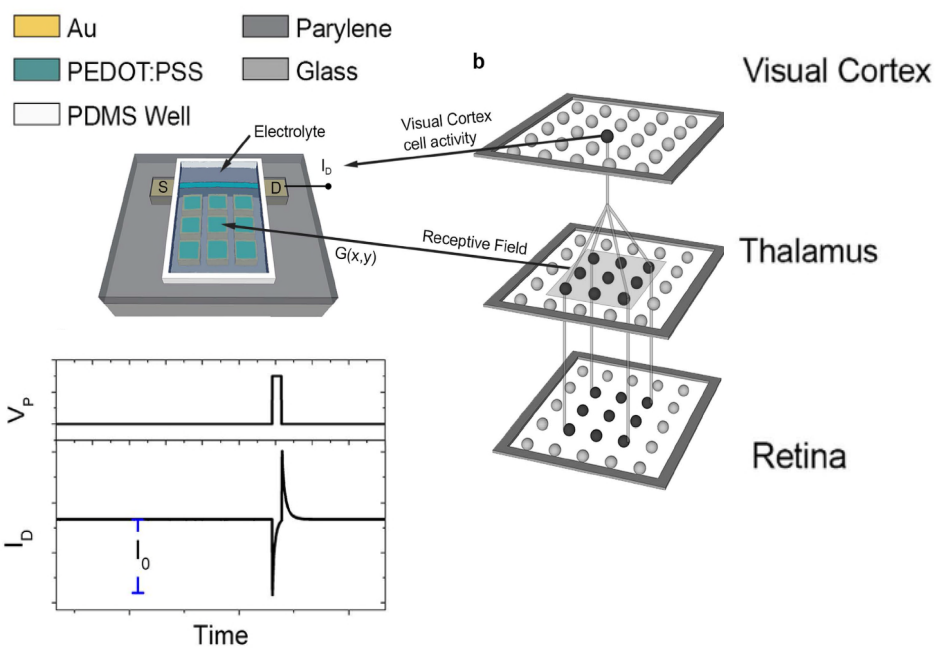 Au
Parylene
PEDOT:PSS
Glass
PDMS Well
b
Visual Cortex
Electrolyte
Visual Cortex
cell activity
I_D
S
D
Receptive Field
G(x,y)
Thalamus
Retina
V_P
I_D
I_0
Time